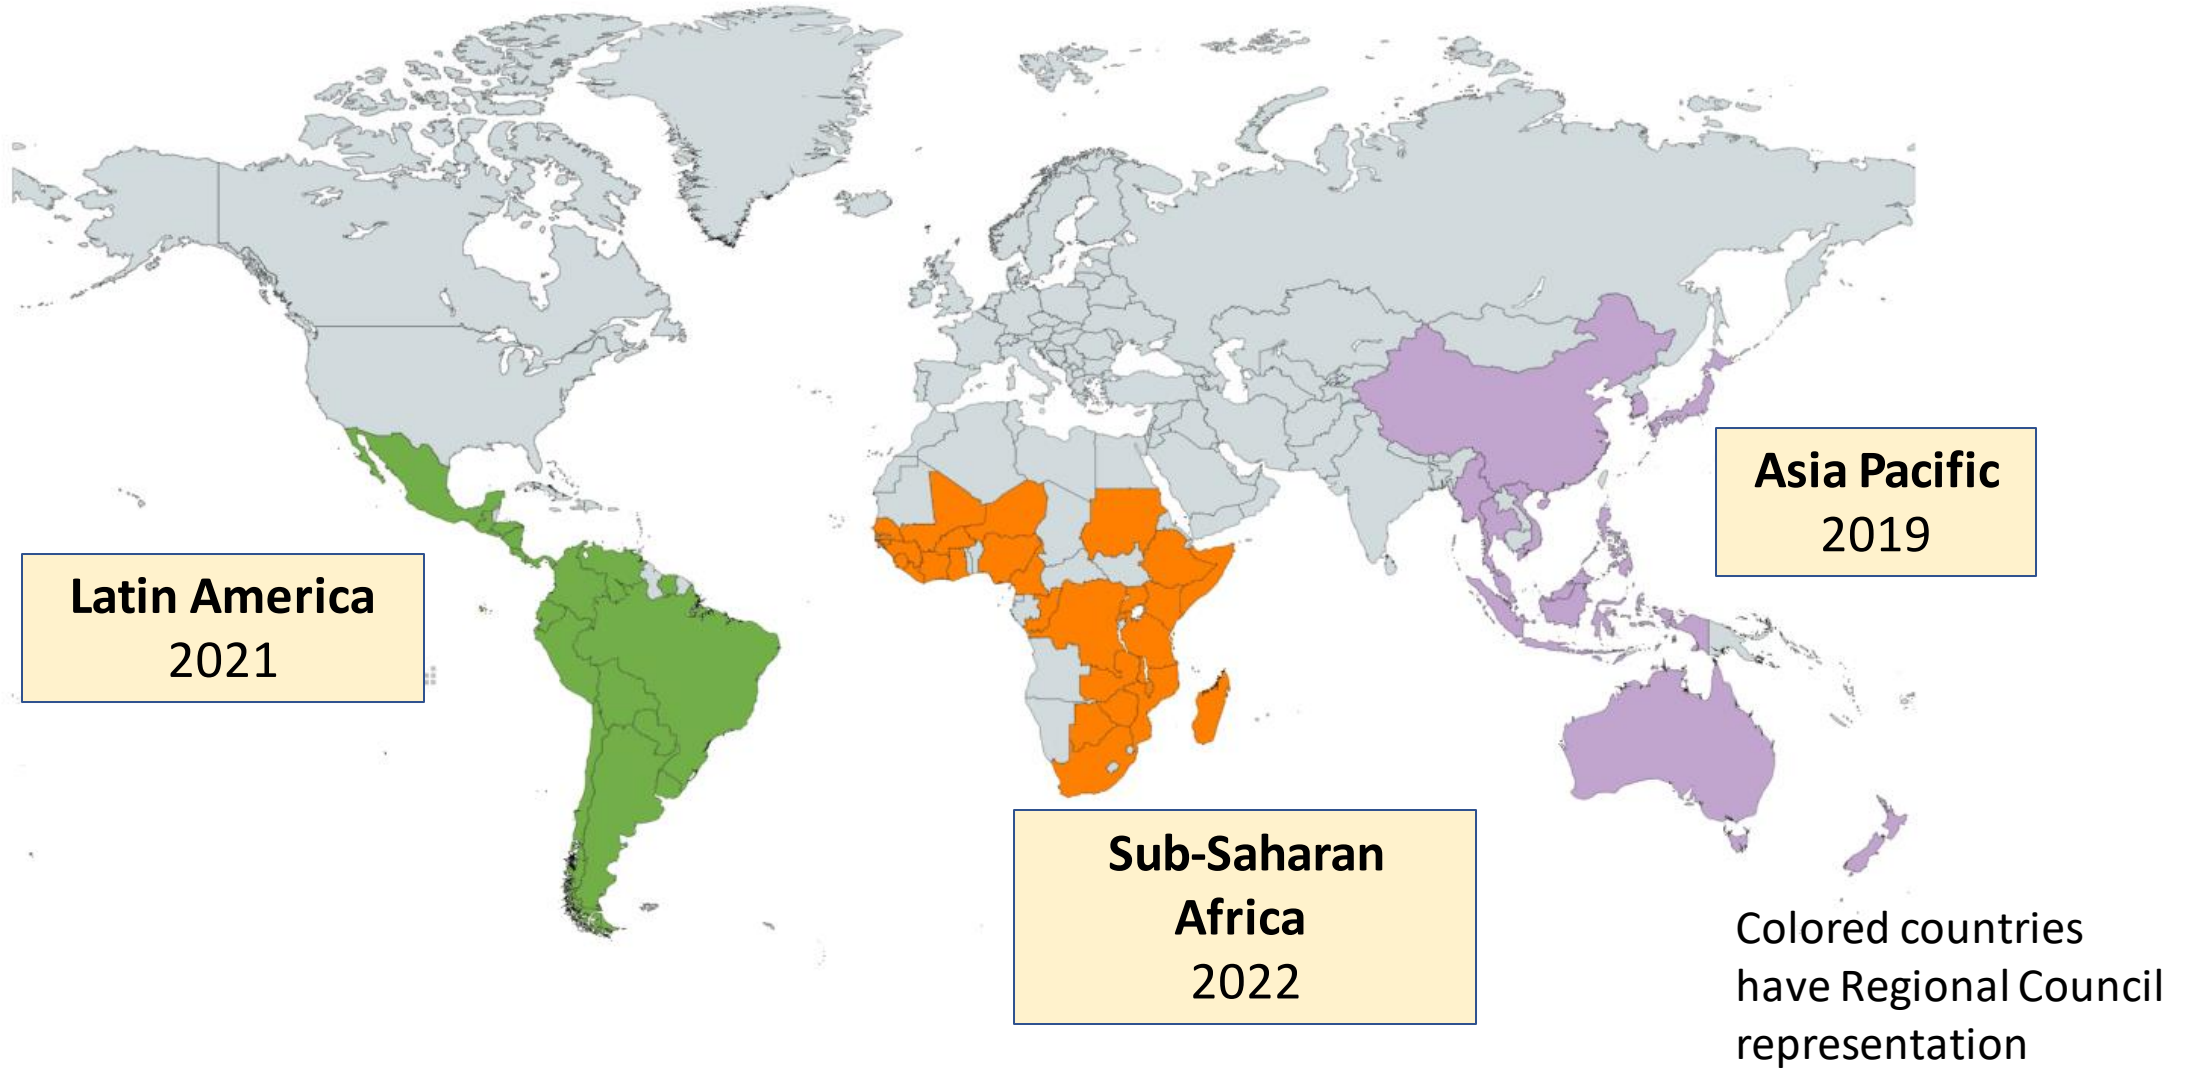 Asia Pacific
2019
Latin America
2021
Sub-Saharan
Africa
2022
Colored countries
have Regional Council
representation